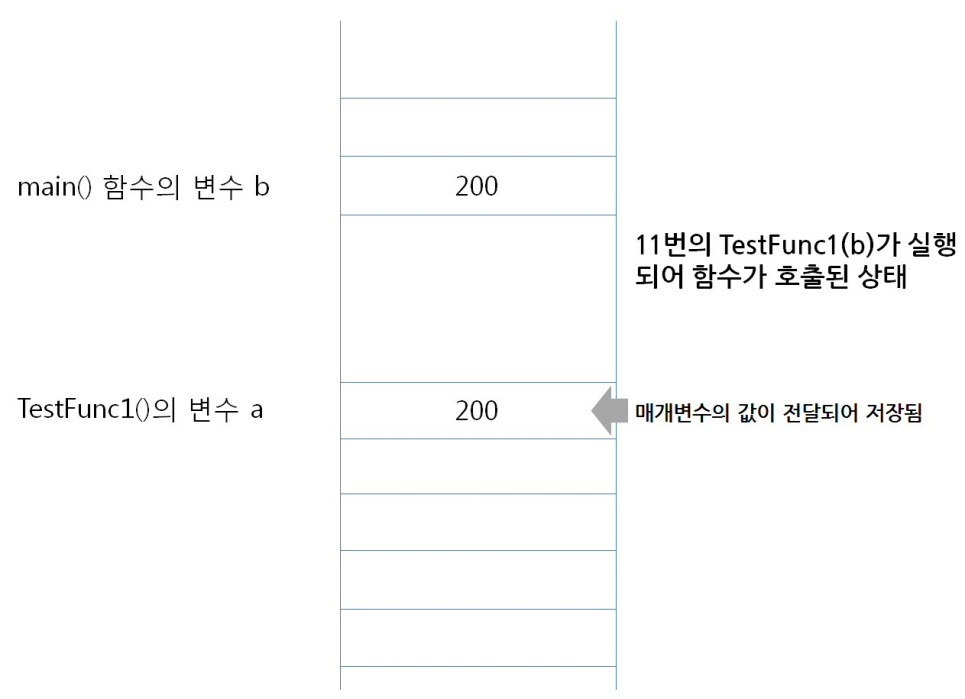 main() 함수의 변수 b
200
11번의 TestFunc1(b)가 실행
되어 함수가 호출된 상태
TestFunc1()의 변수 a
200
매개변수의 값이 전달되어 저장됨